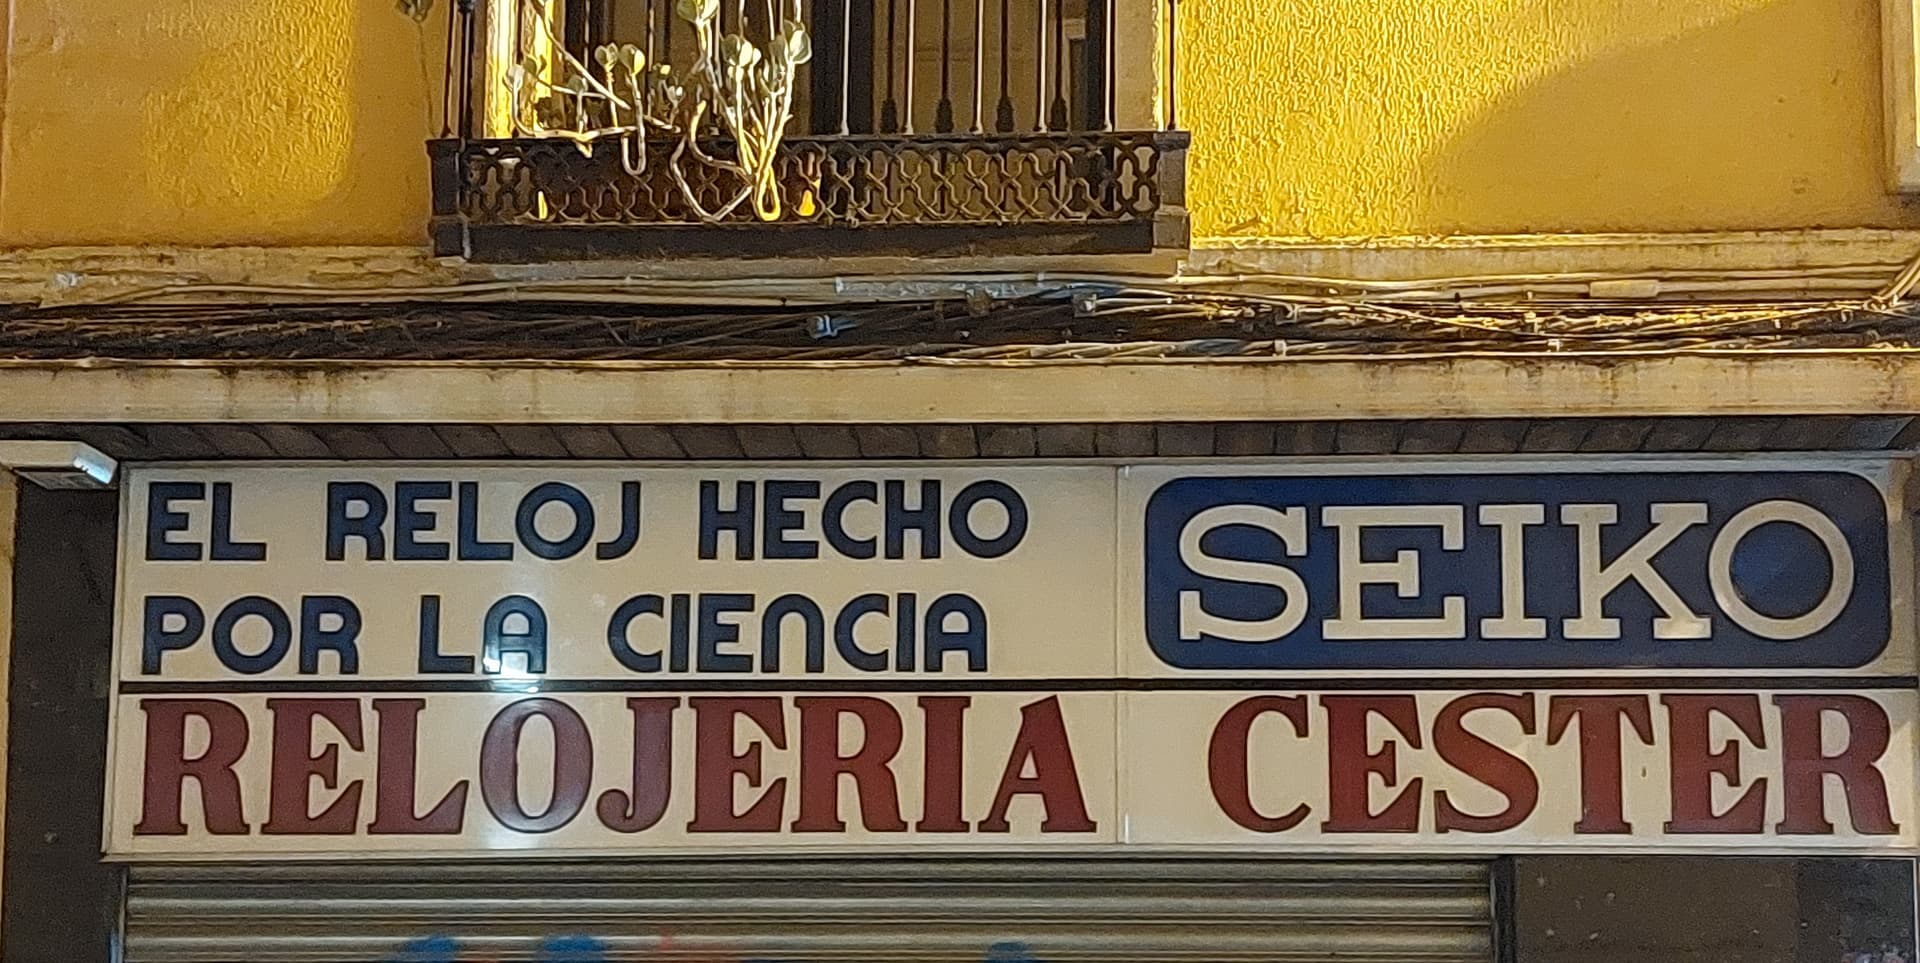 EL RELOJ HECHO
POR LA CIENCIA
SEIKO
RELOJERIA CESTER